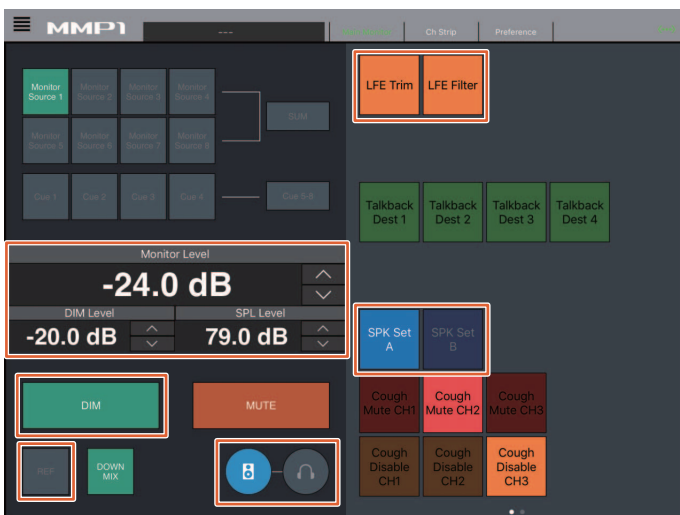 MMP1
---
Ch Strip
Preference
Monitor Source 1
Monitor Source 2
Monitor Source 3
Monitor Source 4
SUM
Monitor Source 5
Monitor Source 6
Monitor Source 7
Monitor Source 8
Cue 1
Cue 2
Cue 3
Cue 4
Cue 5-8
LFE Trim
LFE Filter
Talkback Dest 1
Talkback Dest 2
Talkback Dest 3
Talkback Dest 4
Monitor Level
-24.0 dB
DIM Level
SPL Level
-20.0 dB
79.0 dB
SPK Set A
SPK Set B
DIM
MUTE
REF
DOWN MIX
Cough Mute CH1
Cough Mute CH2
Cough Mute CH3
Cough Disable CH1
Cough Disable CH2
Cough Disable CH3